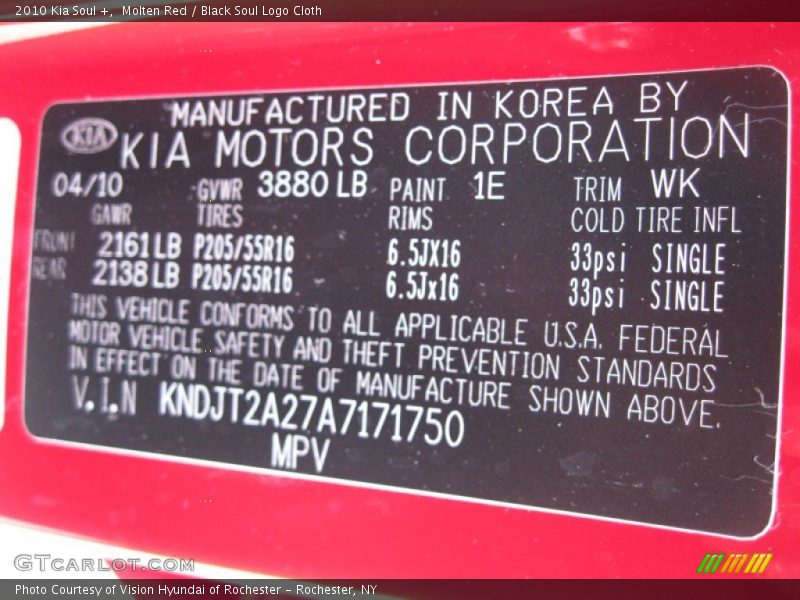 2010 Kia Soul +,  Molten Red / Black Soul Logo Cloth
MANUFACTURED IN KOREA BY
KIA KIA MOTORS CORPORATION
04/10 GVWR 3880 LB PAINT 1E TRIM WK
GAWR TIRES RIMS COLD TIRE INFL
FRONT 2161 LB P205/55R16 6.5JX16 33psi SINGLE
REAR 2138 LB P205/55R16 6.5Jx16 33psi SINGLE
THIS VEHICLE CONFORMS TO ALL APPLICABLE U.S.A. FEDERAL
MOTOR VEHICLE SAFETY AND THEFT PREVENTION STANDARDS
IN EFFECT ON THE DATE OF MANUFACTURE SHOWN ABOVE.
V.I.N KNDJT2A27A7171750
MPV
GTCARLOT.COM
Photo Courtesy of Vision Hyundai of Rochester - Rochester, NY